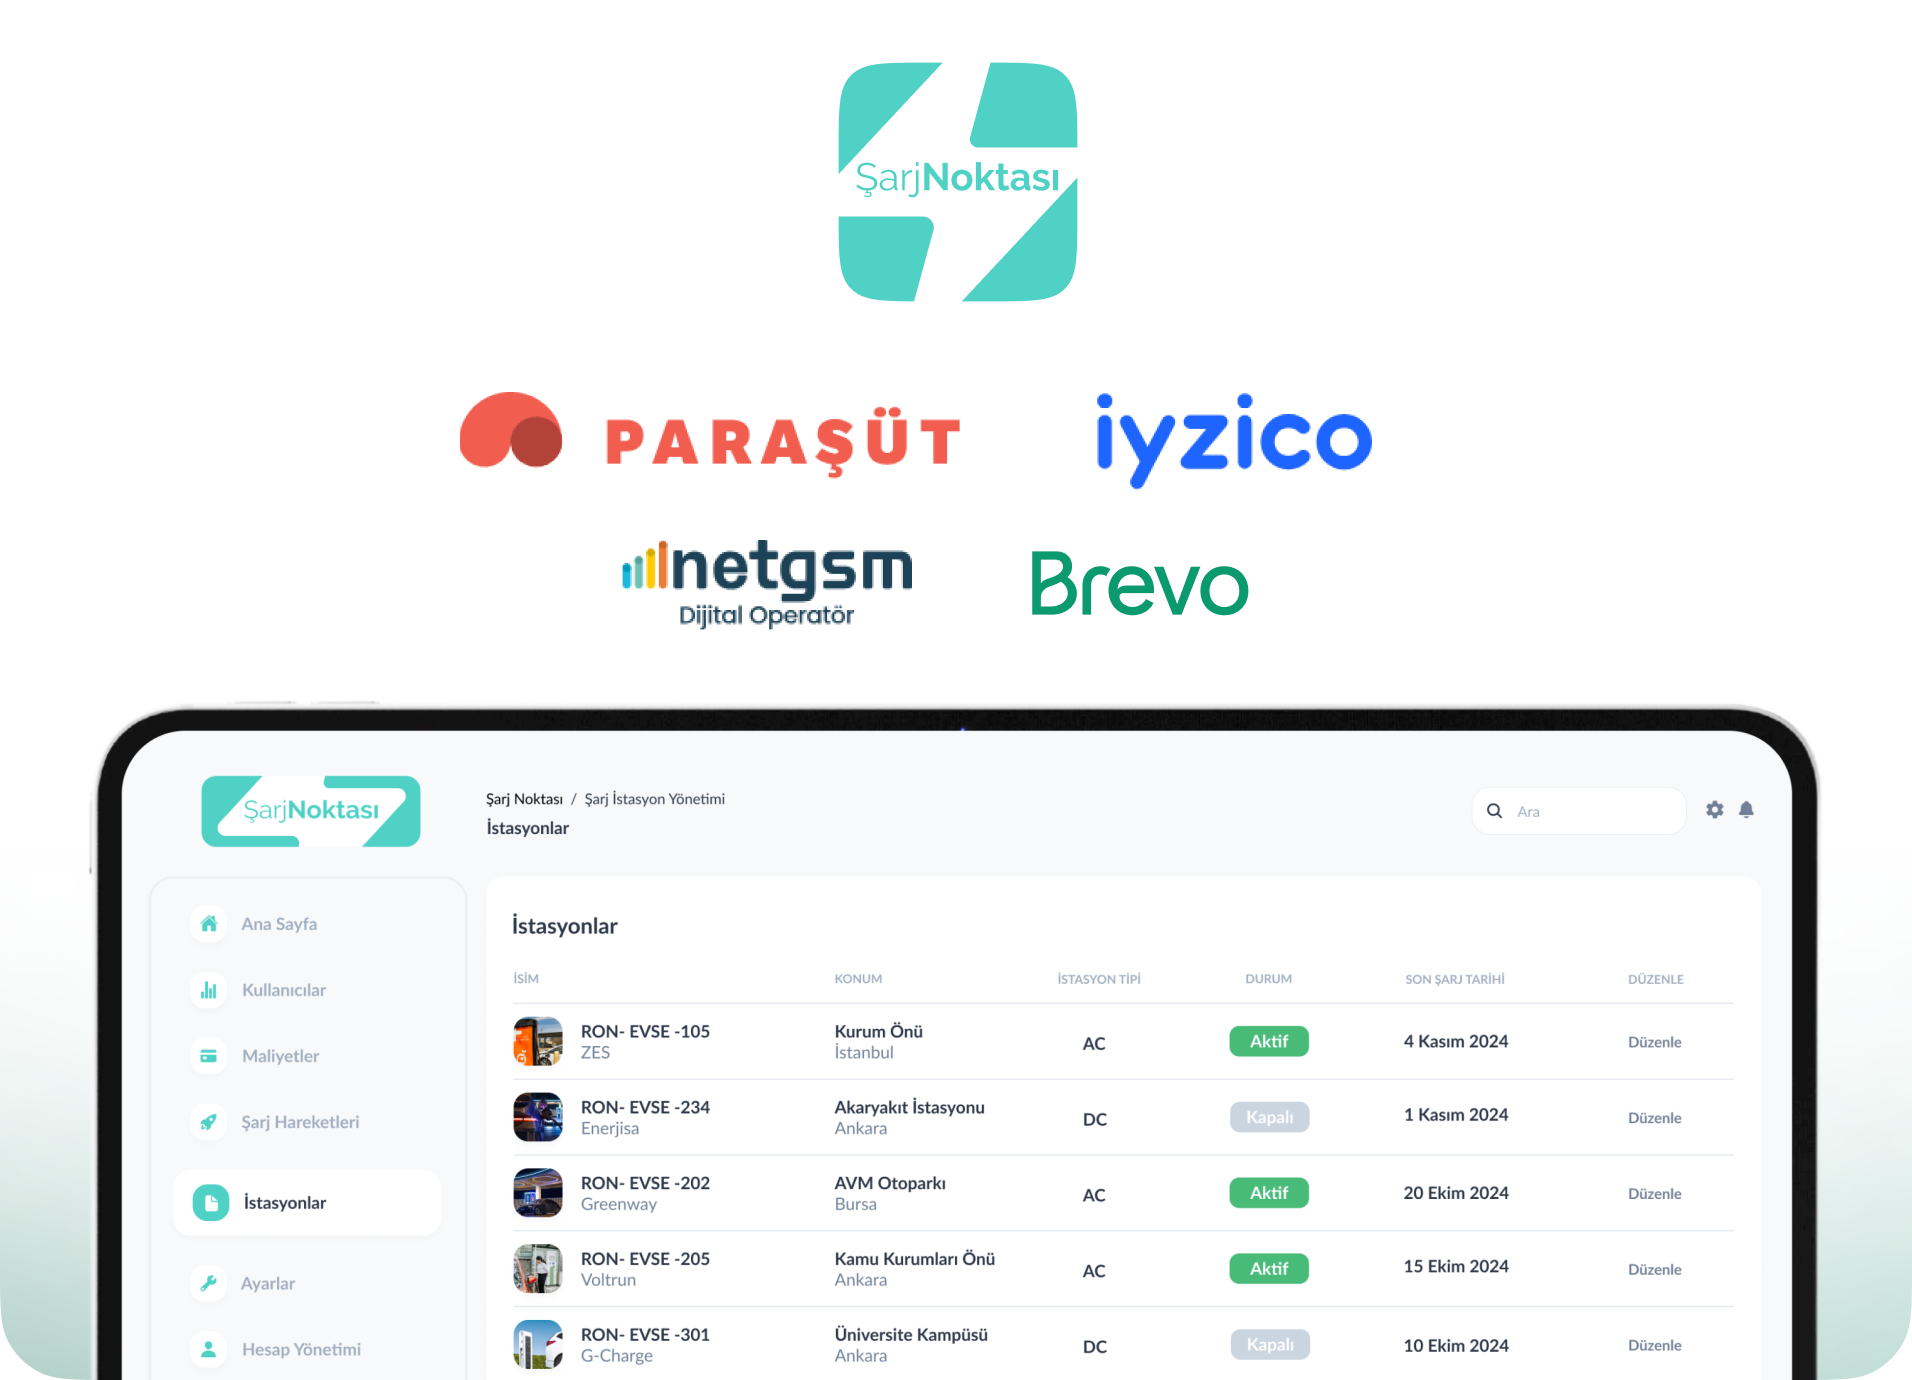 ŞarjNoktası
PARAŞÜT
iyzico
netgsm
Dijital Operatör
Brevo
ŞarjNoktası
Şarj Noktası / Şarj İstasyon Yönetimi
İstasyonlar
Ara
Ana Sayfa
Kullanıcılar
Maliyetler
Şarj Hareketleri
İstasyonlar
Ayarlar
Hesap Yönetimi
İstasyonlar
İSİM KONUM İSTASYON TİPİ DURUM SON ŞARJ TARİHİ DÜZENLE
RON- EVSE -105 Kurum Önü AC Aktif 4 Kasım 2024 Düzenle
ZES İstanbul
RON- EVSE -234 Akaryakıt İstasyonu DC Kapalı 1 Kasım 2024 Düzenle
Enerjisa Ankara
RON- EVSE -202 AVM Otoparkı AC Aktif 20 Ekim 2024 Düzenle
Greenway Bursa
RON- EVSE -205 Kamu Kurumları Önü AC Aktif 15 Ekim 2024 Düzenle
Voltrun Ankara
RON- EVSE -301 Üniversite Kampüsü DC Kapalı 10 Ekim 2024 Düzenle
G-Charge Ankara